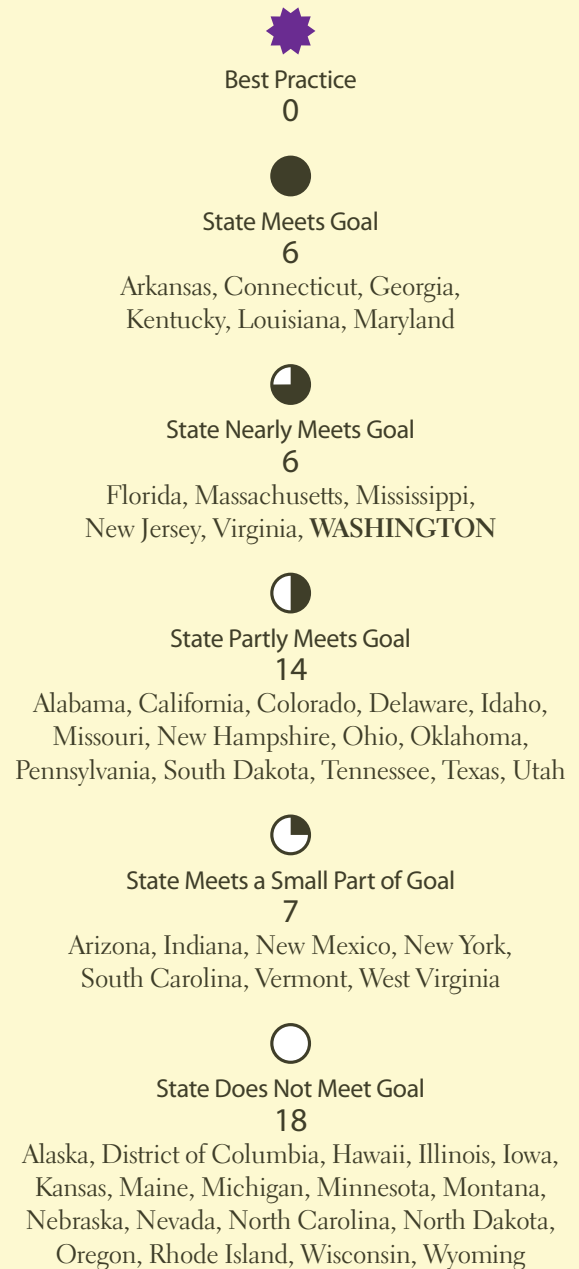 Best Practice
0
State Meets Goal
6
Arkansas, Connecticut, Georgia,
Kentucky, Louisiana, Maryland
State Nearly Meets Goal
6
Florida, Massachusetts, Mississippi,
New Jersey, Virginia, WASHINGTON
State Partly Meets Goal
14
Alabama, California, Colorado, Delaware, Idaho,
Missouri, New Hampshire, Ohio, Oklahoma,
Pennsylvania, South Dakota, Tennessee, Texas, Utah
State Meets a Small Part of Goal
7
Arizona, Indiana, New Mexico, New York,
South Carolina, Vermont, West Virginia
State Does Not Meet Goal
18
Alaska, District of Columbia, Hawaii, Illinois, Iowa,
Kansas, Maine, Michigan, Minnesota, Montana,
Nebraska, Nevada, North Carolina, North Dakota,
Oregon, Rhode Island, Wisconsin, Wyoming